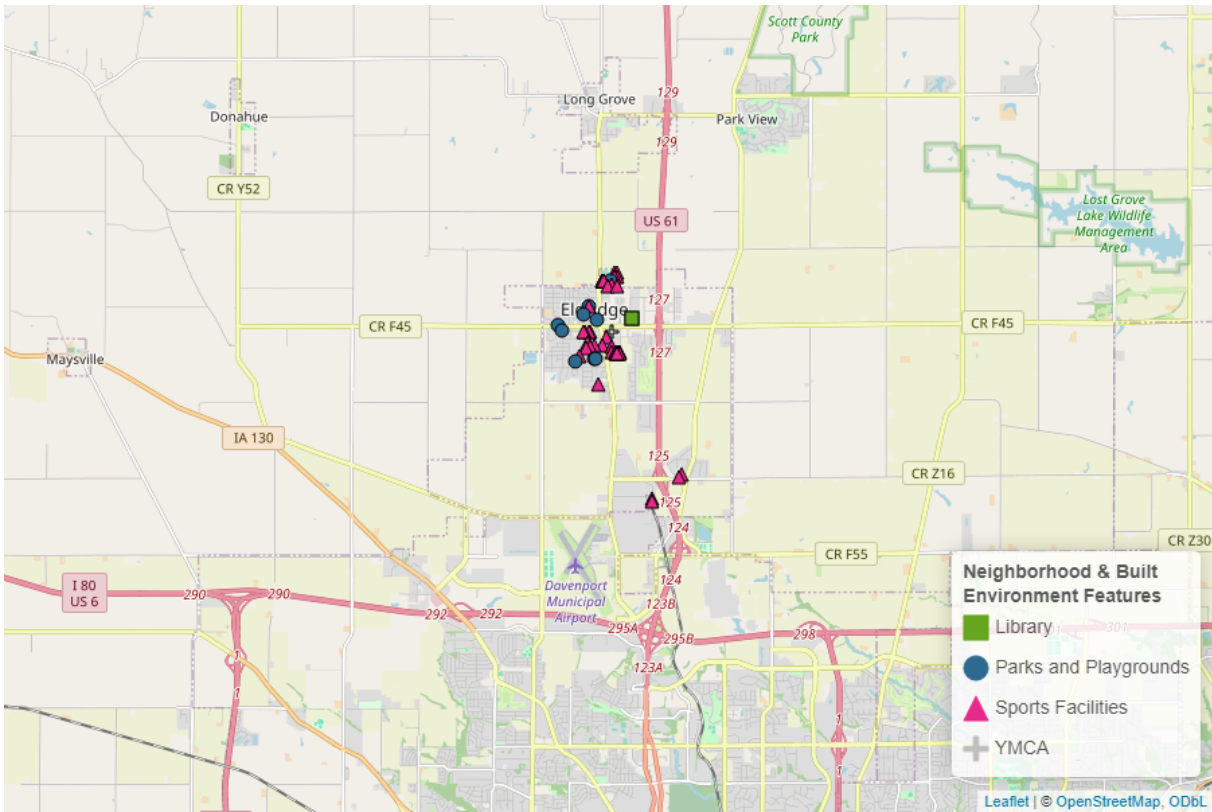 Scott County
Park
Long Grove
129
Donahue
Park View
129
CR Y52
Lost Grove
Lake Wildlife
Management
Area
US 61
127
CR F45
CR F45
127
Maysville
IA 130
125
CR Z16
125
124
CR Z30
CR F55
Davenport
Municipal
Airport
124
I 80
US 6
290
290
292
292
123B
295A
295B
298
301
123A
1
1
1
1
Neighborhood & Built
Environment Features
Library
Parks and Playgrounds
Sports Facilities
YMCA
Leaflet | © OpenStreetMap, ODbL